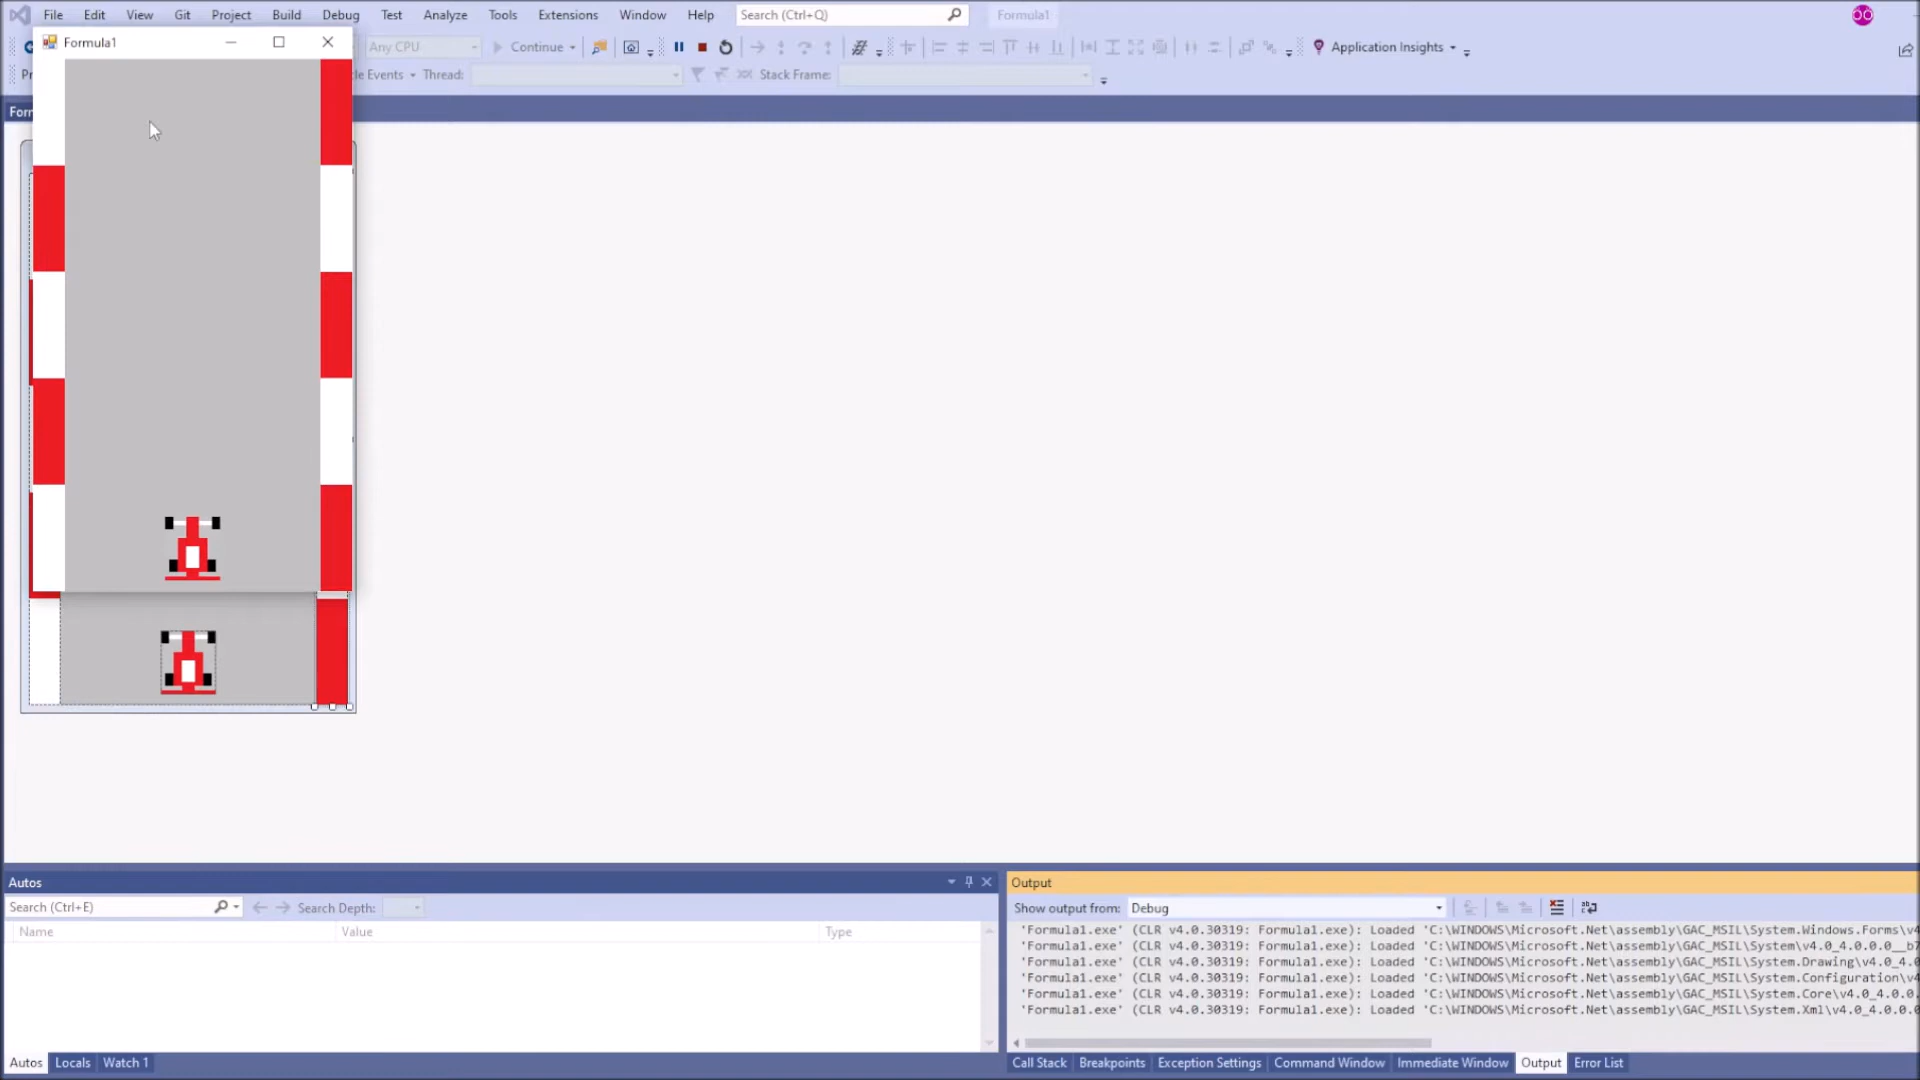 File Edit View Git Project Build Debug Test Analyze Tools Extensions Window Help Search (Ctrl+Q) Formula1
Formula1
Any CPU Continue Application Insights
Events Thread: Stack Frame:
Autos
Search (Ctrl+E) Search Depth:
Name Value Type
Autos Locals Watch 1
Output
Show output from: Debug
'Formula1.exe' (CLR v4.0.30319: Formula1.exe): Loaded 'C:\WINDOWS\Microsoft.Net\assembly\GAC_MSIL\System.Windows.Forms\v4
'Formula1.exe' (CLR v4.0.30319: Formula1.exe): Loaded 'C:\WINDOWS\Microsoft.Net\assembly\GAC_MSIL\System\v4.0_4.0.0.0__b7
'Formula1.exe' (CLR v4.0.30319: Formula1.exe): Loaded 'C:\WINDOWS\Microsoft.Net\assembly\GAC_MSIL\System.Drawing\v4.0_4.0
'Formula1.exe' (CLR v4.0.30319: Formula1.exe): Loaded 'C:\WINDOWS\Microsoft.Net\assembly\GAC_MSIL\System.Configuration\v4
'Formula1.exe' (CLR v4.0.30319: Formula1.exe): Loaded 'C:\WINDOWS\Microsoft.Net\assembly\GAC_MSIL\System.Core\v4.0_4.0.0.
'Formula1.exe' (CLR v4.0.30319: Formula1.exe): Loaded 'C:\WINDOWS\Microsoft.Net\assembly\GAC_MSIL\System.Xml\v4.0_4.0.0.0
Call Stack Breakpoints Exception Settings Command Window Immediate Window Output Error List